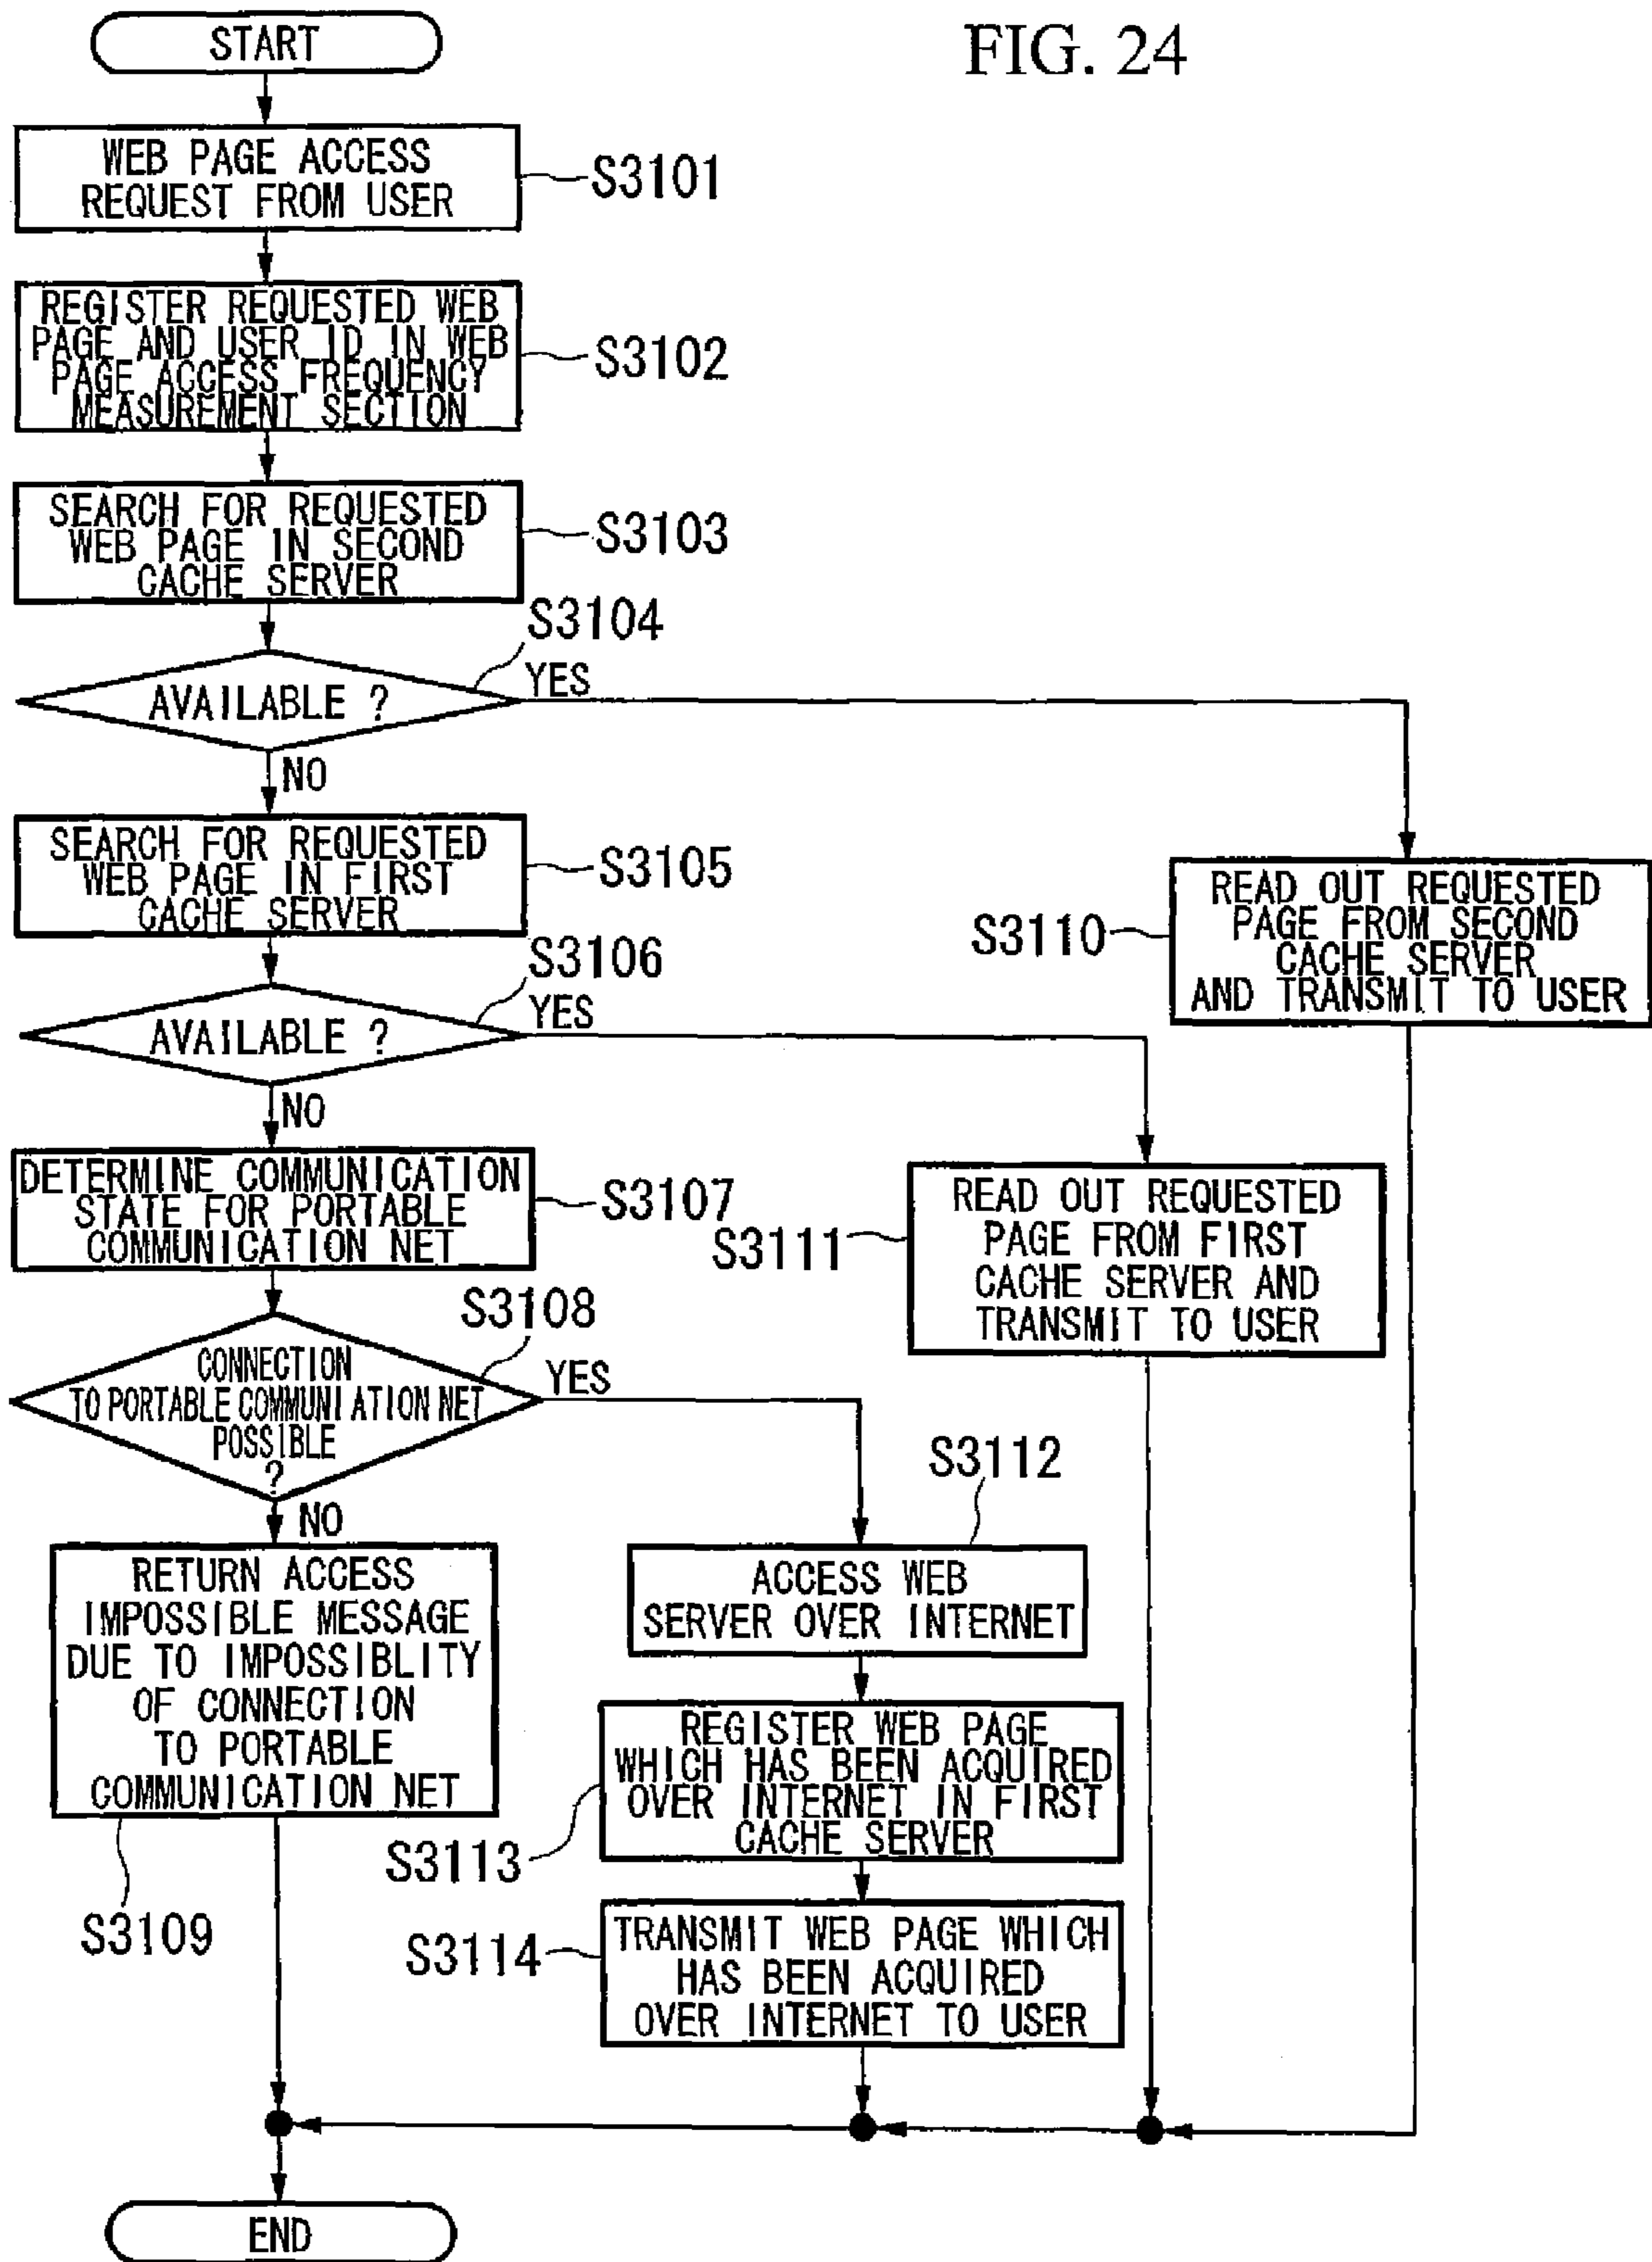 FIG. 24
START
WEB PAGE ACCESS
REQUEST FROM USER
S3101
REGISTER REQUESTED WEB
PAGE AND USER ID IN WEB
PAGE ACCESS FREQUENCY
MEASUREMENT SECTION
S3102
SEARCH FOR REQUESTED
WEB PAGE IN SECOND
CACHE SERVER
S3103
S3104
AVAILABLE ?
YES
NO
SEARCH FOR REQUESTED
WEB PAGE IN FIRST
CACHE SERVER
S3105
S3110
READ OUT REQUESTED
PAGE FROM SECOND
CACHE SERVER
AND TRANSMIT TO USER
S3106
AVAILABLE ?
YES
NO
DETERMINE COMMUNICATION
STATE FOR PORTABLE
COMMUNICATION NET
S3107
S3111
READ OUT REQUESTED
PAGE FROM FIRST
CACHE SERVER AND
TRANSMIT TO USER
S3108
CONNECTION
TO PORTABLE COMMUNI ATION NET
POSSIBLE
?
YES
NO
S3112
RETURN ACCESS
IMPOSSIBLE MESSAGE
DUE TO IMPOSSIBLITY
OF CONNECTION
TO PORTABLE
COMMUNICATION NET
S3109
ACCESS WEB
SERVER OVER INTERNET
REGISTER WEB PAGE
WHICH HAS BEEN ACQUIRED
OVER INTERNET IN FIRST
CACHE SERVER
S3113
S3114
TRANSMIT WEB PAGE WHICH
HAS BEEN ACQUIRED
OVER INTERNET TO USER
END